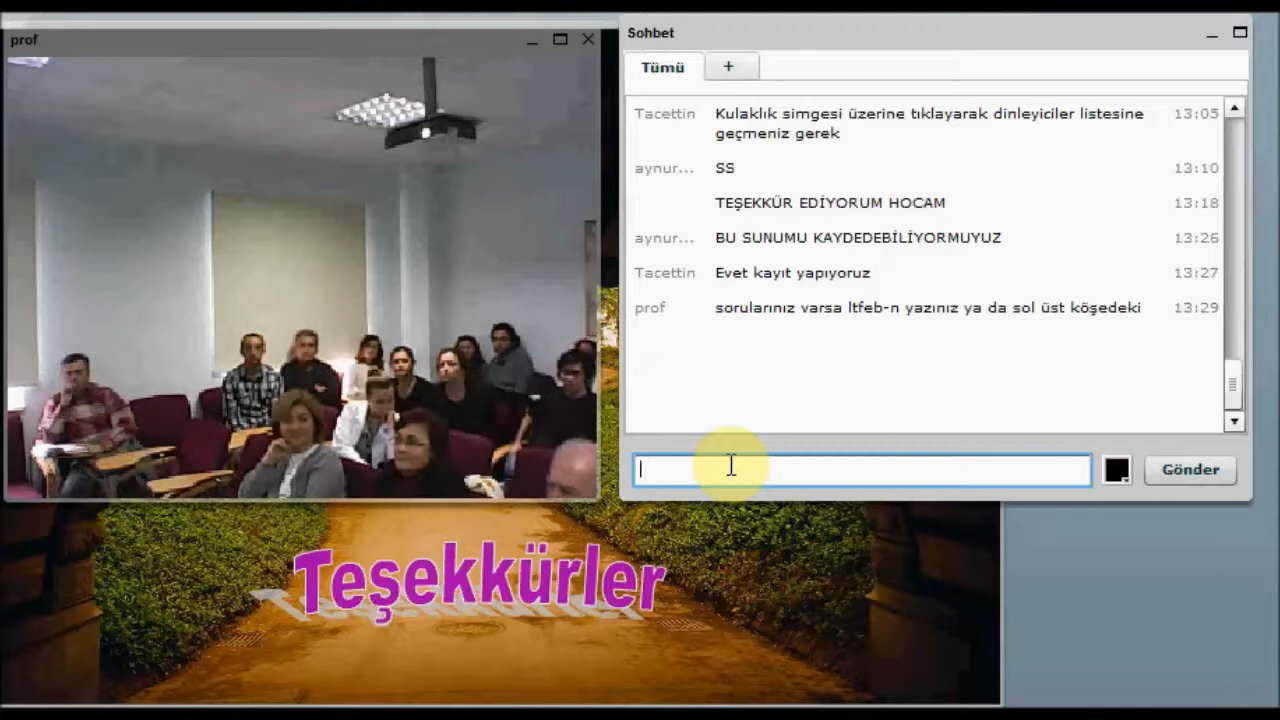 prof
Sohbet
Tümü
+
Tacettin Kulaklık simgesi üzerine tıklayarak dinleyiciler listesine 13:05
geçmeniz gerek
aynur... SS 13:10
TEŞEKKÜR EDİYORUM HOCAM 13:18
aynur... BU SUNUMU KAYDEDEBİLİYORMUYUZ 13:26
Tacettin Evet kayıt yapıyoruz 13:27
prof sorularınız varsa ltfeb-n yazınız ya da sol üst köşedeki 13:29
Gönder
Teşekkürler